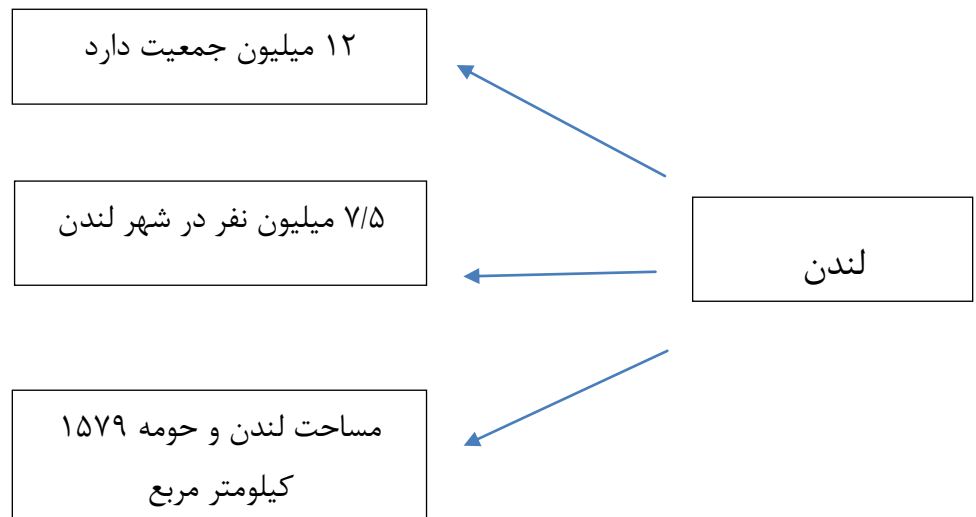 لندن
۱۲ میلیون جمعیت دارد
۷/۵ میلیون نفر در شهر لندن
مساحت لندن و حومه ۱۵۷۹
کیلومتر مربع